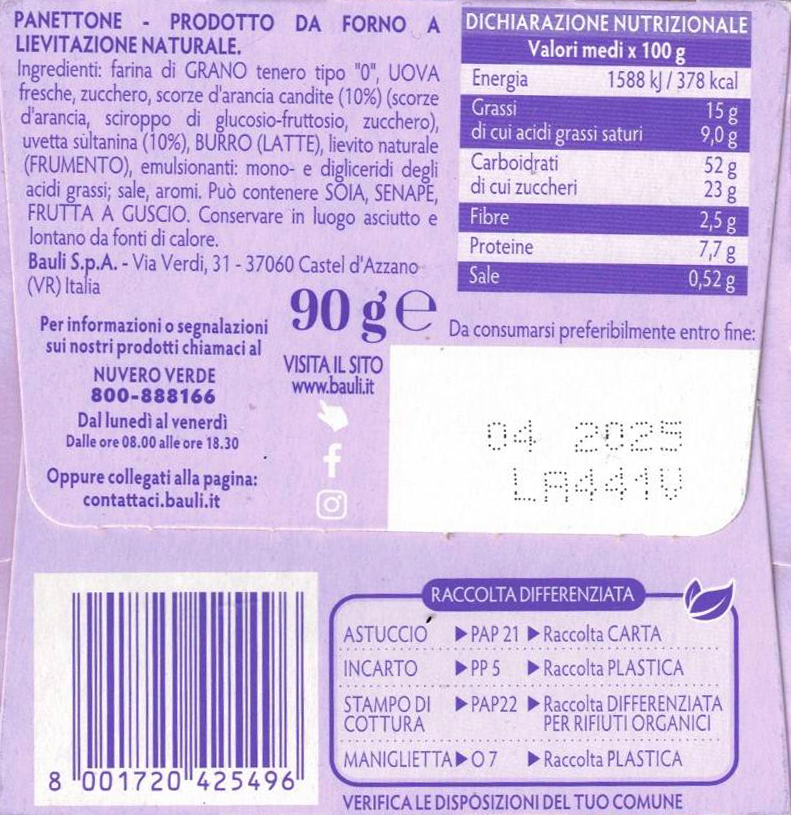 PANETTONE - PRODOTTO DA FORNO A
LIEVITAZIONE NATURALE.
Ingredienti: farina di GRANO tenero tipo "0", UOVA
fresche, zucchero, scorze d'arancia candite (10%) (scorze
d'arancia, sciroppo di glucosio-fruttosio, zucchero),
uvetta sultanina (10%), BURRO (LATTE), lievito naturale
(FRUMENTO), emulsionanti: mono- e digliceridi degli
acidi grassi; sale, aromi. Può contenere SOIA, SENAPE,
FRUTTA A GUSCIO. Conservare in luogo asciutto e
lontano da fonti di calore.
Bauli S.p.A. - Via Verdi, 31 - 37060 Castel d'Azzano
(VR) Italia
90 g e
Per informazioni o segnalazioni
sui nostri prodotti chiamaci al
NUVERO VERDE
800-888166
Dal lunedì al venerdì
Dalle ore 08.00 alle ore 18.30
Oppure collegati alla pagina:
contattaci.bauli.it
VISITA IL SITO
www.bauli.it
DICHIARAZIONE NUTRIZIONALE
Valori medi x 100 g
Energia 1588 kJ / 378 kcal
Grassi 15 g
di cui acidi grassi saturi 9,0 g
Carboidrati 52 g
di cui zuccheri 23 g
Fibre 2,5 g
Proteine 7,7 g
Sale 0,52 g
Da consumarsi preferibilmente entro fine:
04 2025
LA441V
8 001720 425496
RACCOLTA DIFFERENZIATA
ASTUCCIO ▶ PAP 21 ▶ Raccolta CARTA
INCARTO ▶ PP 5 ▶ Raccolta PLASTICA
STAMPO DI ▶ PAP22 ▶ Raccolta DIFFERENZIATA
COTTURA PER RIFIUTI ORGANICI
MANIGLIETTA ▶ O 7 ▶ Raccolta PLASTICA
VERIFICA LE DISPOSIZIONI DEL TUO COMUNE